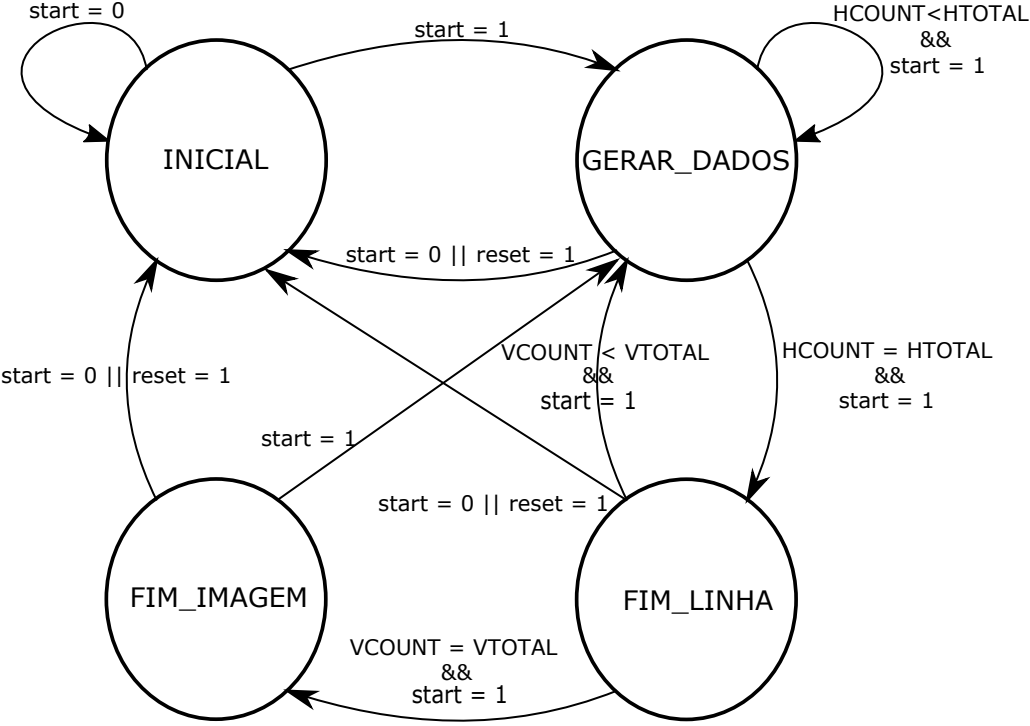 start = 0
start = 1
HCOUNT<HTOTAL
&&
start = 1
INICIAL
GERAR_DADOS
start = 0 || reset = 1
VCOUNT < VTOTAL
&&
start = 1
HCOUNT = HTOTAL
&&
start = 1
start = 0 || reset = 1
start = 1
start = 0 || reset = 1
FIM_IMAGEM
FIM_LINHA
VCOUNT = VTOTAL
&&
start = 1